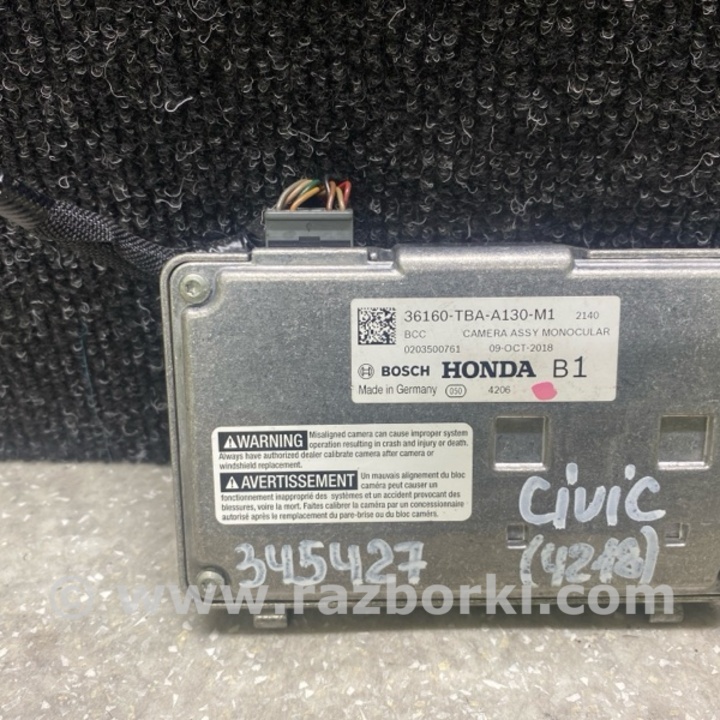 36160-TBA-A130-M1 2140
BCC CAMERA ASSY MONOCULAR
0203500761 09-OCT-2018
BOSCH HONDA B1
Made in Germany 050 4206
WARNING Misaligned camera can cause improper system
operation resulting in crash and injury or death.
Always have authorized dealer calibrate camera after camera or
windshield replacement.
AVERTISSEMENT Un mauvais alignement du bloc
caméra peut causer un
fonctionnement inapproprié des systèmes et un accident provocant des
blessures, voire la mort. Faites calibrer la caméra par un concessionnaire
autorisé après le remplacement du pare-brise ou du bloc caméra.
civic
345427 (4218)
© www.razborki.com